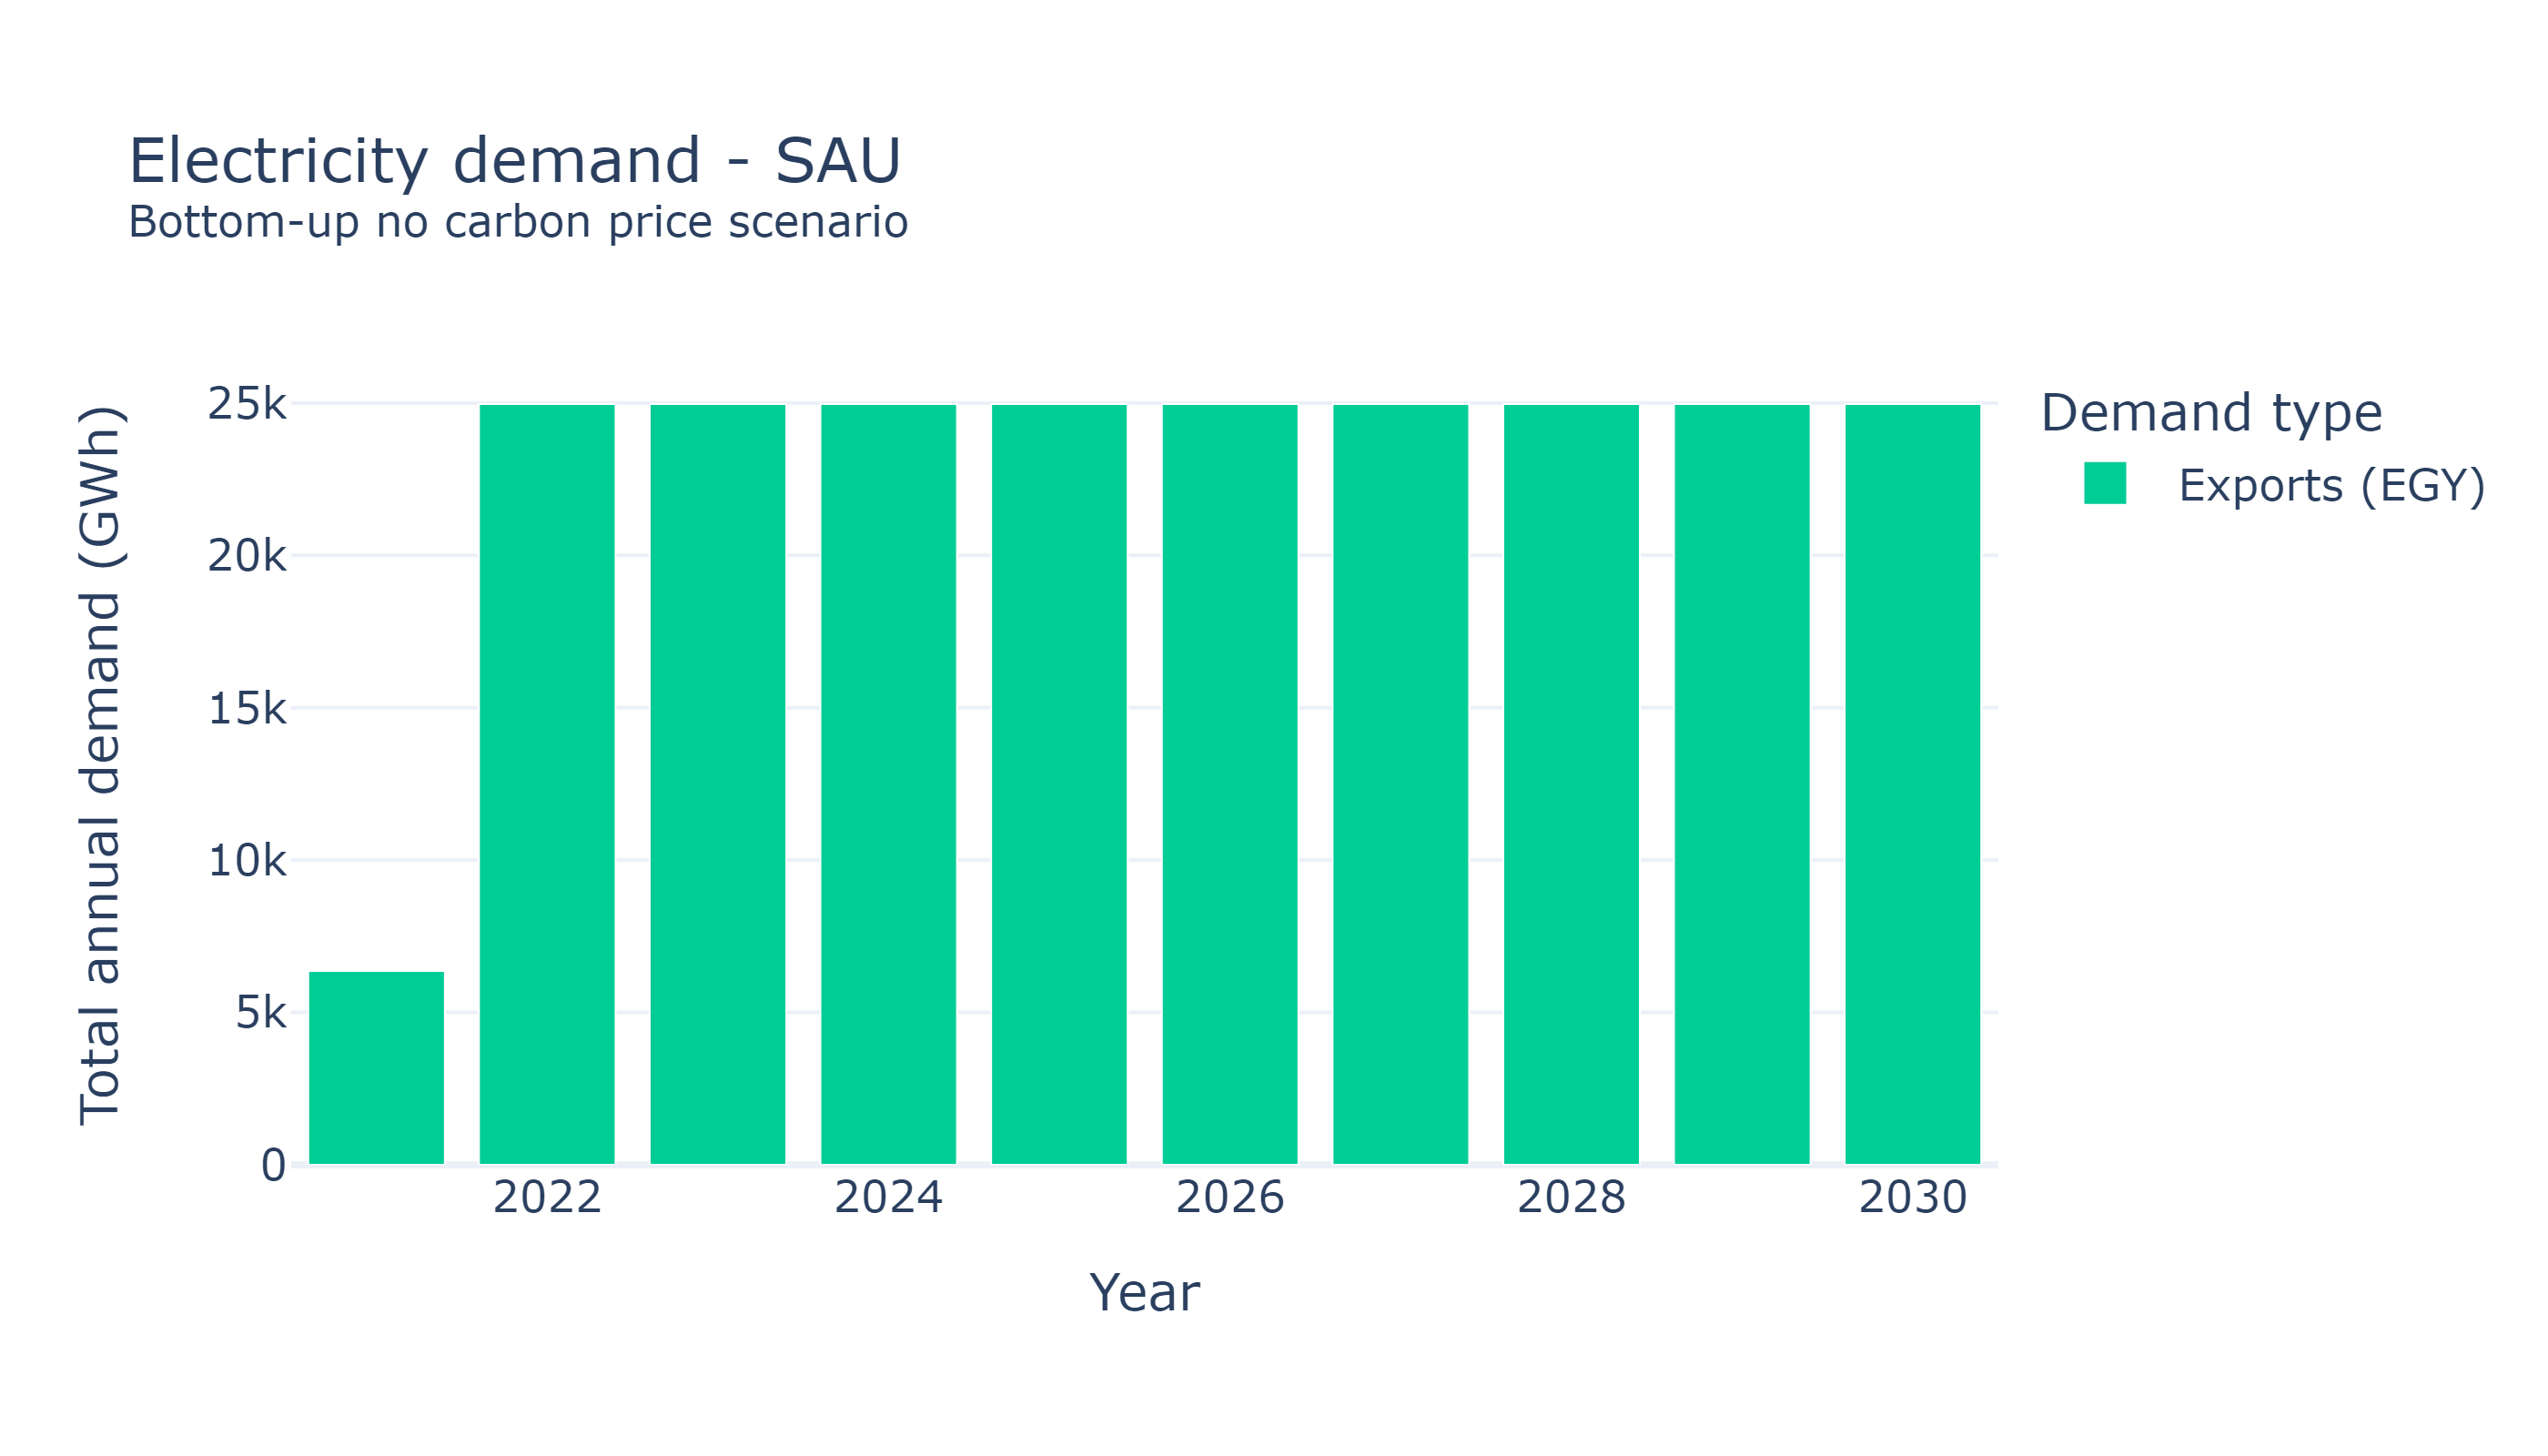 Electricity demand - SAU
Bottom-up no carbon price scenario
Total annual demand (GWh)
25k
20k
15k
10k
5k
0
2022
2024
2026
2028
2030
Year
Demand type
Exports (EGY)